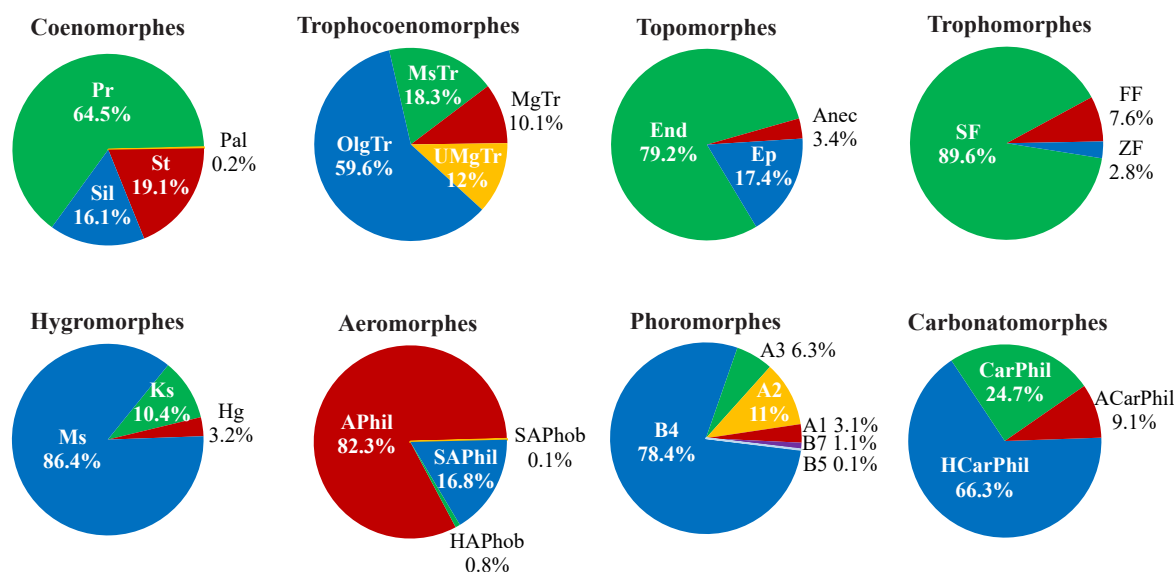 Coenomorphes
Pr
64.5%
Pal
0.2%
St
19.1%
Sil
16.1%
Trophocoenomorphes
MsTr
18.3%
MgTr
10.1%
OlgTr
59.6%
UMgTr
12%
Topomorphes
Anec
3.4%
End
79.2%
Ep
17.4%
Trophomorphes
FF
7.6%
SF
89.6%
ZF
2.8%
Hygromorphes
Ks
10.4%
Hg
3.2%
Ms
86.4%
Aeromorphes
APhil
82.3%
SAPhob
0.1%
SAPhil
16.8%
HAPhob
0.8%
Phoromorphes
A3 6.3%
A2
11%
A1 3.1%
B4
78.4%
B7 1.1%
B5 0.1%
Carbonatomorphes
CarPhil
24.7%
ACarPhil
9.1%
HCarPhil
66.3%